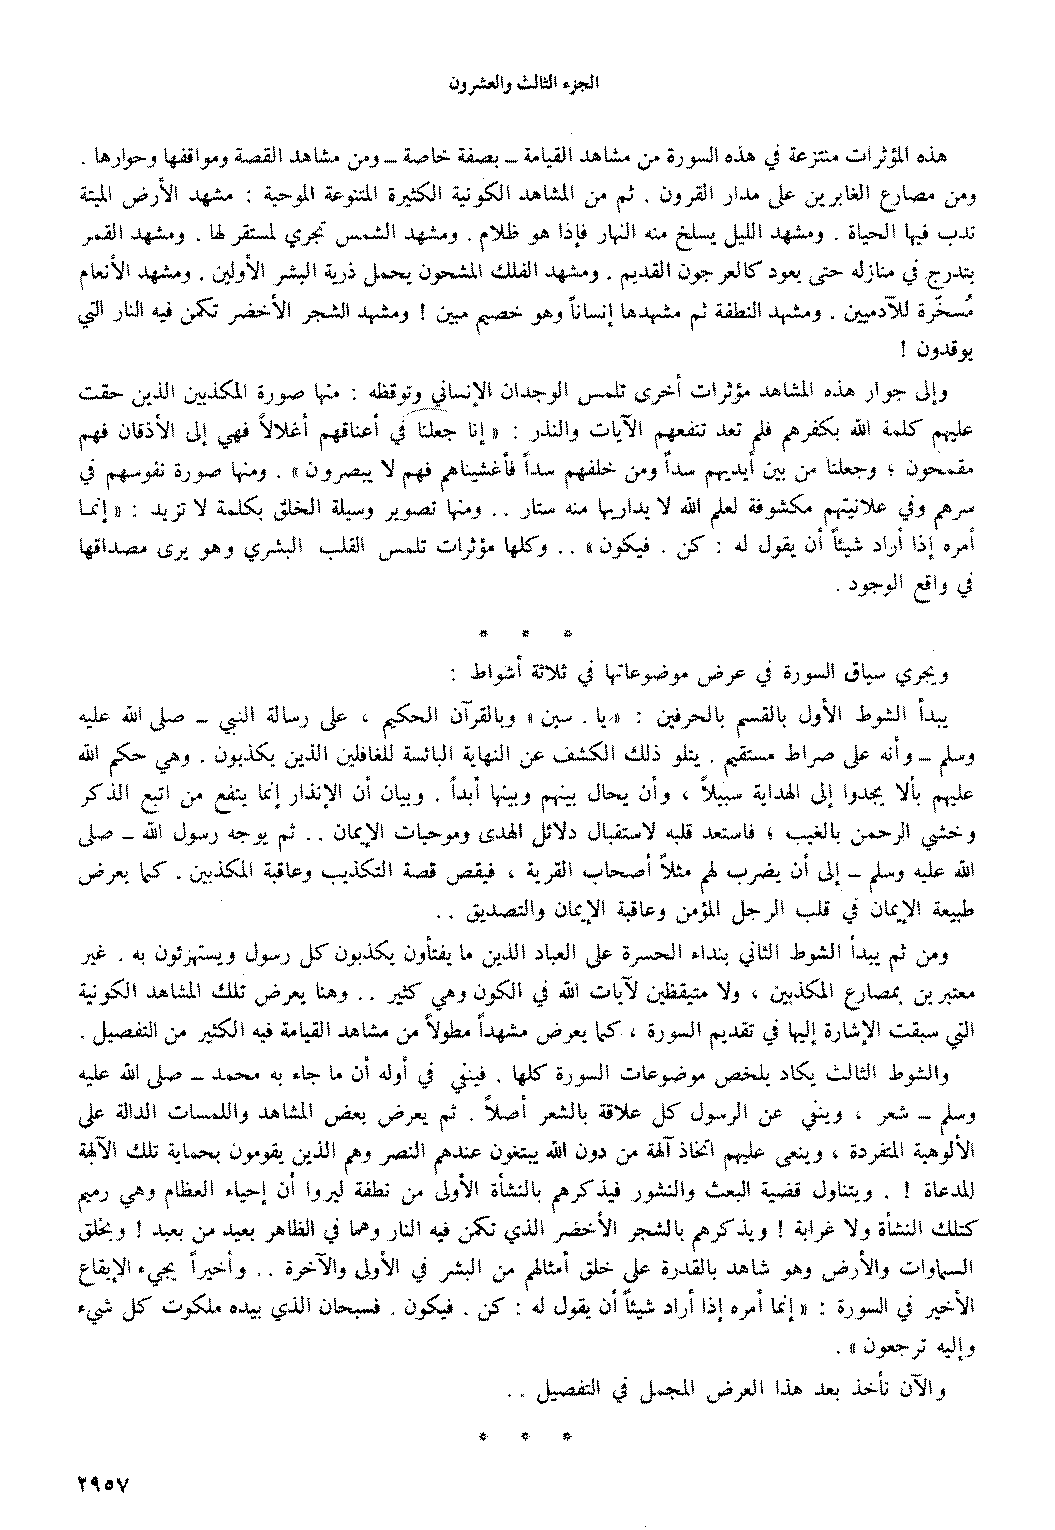 الجزء الثالث والعشرون
هذه المؤثرات منتزعة في هذه السورة من مشاهد القيامة ــ بصفة خاصة ــ ومن مشاهد القصة ومواقفها وحوارها .
ومن مصارع الغابرين على مدار القرون . ثم من المشاهد الكونية الكثيرة المتنوعة الموحية : مشهد الأرض الميتة
تدب فيها الحياة . ومشهد الليل يسلخ منه النهار فإذا هو ظلام . ومشهد الشمس تجري لمستقر لها . ومشهد القمر
يتدرج في منازله حتى يعود كالعرجون القديم . ومشهد الفلك المشحون يحمل ذرية البشر الأولين . ومشهد الأنعام
مُسخّرة للآدميين . ومشهد النطفة ثم مشهدها إنساناً وهو خصيم مبين ! ومشهد الشجر الأخضر تكمن فيه النار التي
يوقدون !
وإلى جوار هذه المشاهد مؤثرات أخرى تلمس الوجدان الإنساني وتوقظه : منها صورة المكذبين الذين حقت
عليهم كلمة الله بكفرهم فلم تعد تنفعهم الآيات والنذر : « إنا جعلنا في أعناقهم أغلالاً فهي إلى الأذقان فهم
مقمحون ؛ وجعلنا من بين أيديهم سداً ومن خلفهم سداً فأغشيناهم فهم لا يبصرون » . ومنها صورة نفوسهم في
سرهم وفي علانيتهم مكشوفة لعلم الله لا يداريها منه ستار .. ومنها تصوير وسيلة الخلق بكلمة لا تزيد : « إنما
أمره إذا أراد شيئاً أن يقول له : كن . فيكون » .. وكلها مؤثرات تلمس القلب البشري وهو يرى مصداقها
في واقع الوجود .
* * *
ويجري سياق السورة في عرض موضوعاتها في ثلاثة أشواط :
يبدأ الشوط الأول بالقسم بالحرفين : « يا . سين » وبالقرآن الحكيم ، على رسالة النبي ــ صلى الله عليه
وسلم ــ وأنه على صراط مستقيم . يتلو ذلك الكشف عن النهاية البائسة للغافلين الذين يكذبون . وهي حكم الله
عليهم بألا يجدوا إلى الهداية سبيلاً ، وأن يحال بينهم وبينها أبداً . وبيان أن الإنذار إنما ينفع من اتبع الذكر
وخشي الرحمن بالغيب ؛ فاستعد قلبه لاستقبال دلائل الهدى وموحيات الإيمان .. ثم يوجه رسول الله ــ صلى
الله عليه وسلم ــ إلى أن يضرب لهم مثلاً أصحاب القرية ، فيقص قصة التكذيب وعاقبة المكذبين . كما يعرض
طبيعة الإيمان في قلب الرجل المؤمن وعاقبة الإيمان والتصديق ..
ومن ثم يبدأ الشوط الثاني بنداء الحسرة على العباد الذين ما يفتأون يكذبون كل رسول ويستهزئون به . غير
معتبرين بمصارع المكذبين ، ولا متيقظين لآيات الله في الكون وهي كثير .. وهنا يعرض تلك المشاهد الكونية
التي سبقت الإشارة إليها في تقديم السورة ، كما يعرض مشهداً مطولاً من مشاهد القيامة فيه الكثير من التفصيل .
والشوط الثالث يكاد يلخص موضوعات السورة كلها . فينفي في أوله أن ما جاء به محمد ــ صلى الله عليه
وسلم ــ شعر ، وينفي عن الرسول كل علاقة بالشعر أصلاً . ثم يعرض بعض المشاهد واللمسات الدالة على
الألوهية المتفردة ، وينعى عليهم اتخاذ آلهة من دون الله يبتغون عندهم النصر وهم الذين يقومون بحماية تلك الآلهة
المدعاة ! . ويتناول قضية البعث والنشور فيذكرهم بالنشأة الأولى من نطفة ليروا أن إحياء العظام وهي رميم
كتلك النشأة ولا غرابة ! ويذكرهم بالشجر الأخضر الذي تكمن فيه النار وهما في الظاهر بعيد من بعيد ! وبخلق
السماوات والأرض وهو شاهد بالقدرة على خلق أمثالهم من البشر في الأولى والآخرة .. وأخيراً يجيء الإيقاع
الأخير في السورة : « إنما أمره إذا أراد شيئاً أن يقول له : كن . فيكون . فسبحان الذي بيده ملكوت كل شيء
وإليه ترجعون » .
والآن نأخذ بعد هذا العرض المجمل في التفصيل ..
* * *
٢٩٥٧